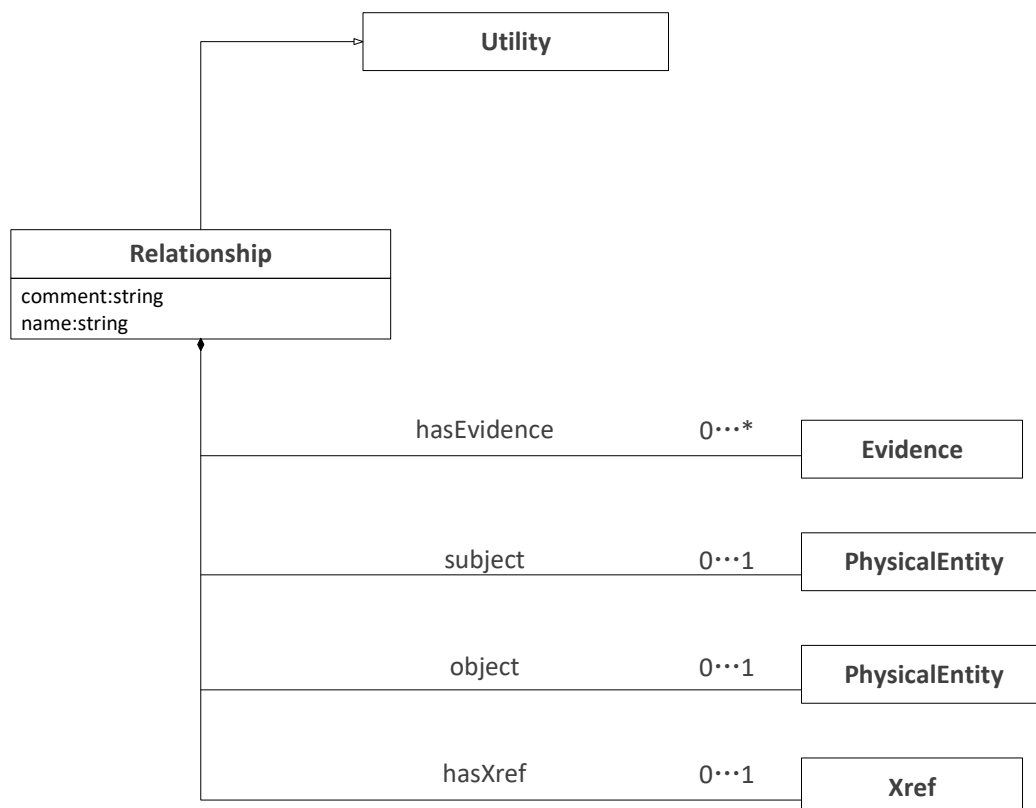 Utility
Relationship
comment:string
name:string
hasEvidence 0⋯*
Evidence
subject 0⋯1
PhysicalEntity
object 0⋯1
PhysicalEntity
hasXref 0⋯1
Xref